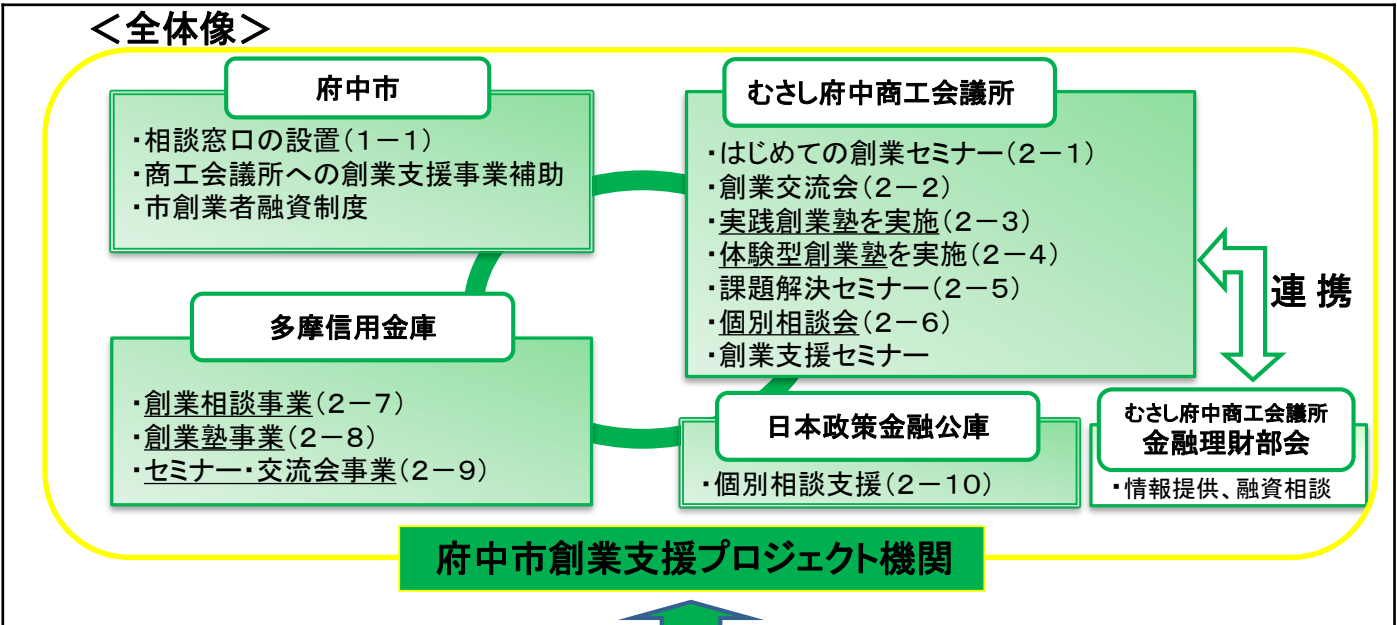 ＜全体像＞
府中市
・相談窓口の設置(１－１)
・商工会議所への創業支援事業補助
・市創業者融資制度
むさし府中商工会議所
・はじめての創業セミナー(２－１)
・創業交流会(２－２)
・実践創業塾を実施(２－３)
・体験型創業塾を実施(２－４)
・課題解決セミナー(２－５)
・個別相談会(２－６)
・創業支援セミナー
連 携
多摩信用金庫
・創業相談事業(２－７)
・創業塾事業(２－８)
・セミナー・交流会事業(２－９)
日本政策金融公庫
・個別相談支援(２－１０)
むさし府中商工会議所
金融理財部会
・情報提供、融資相談
府中市創業支援プロジェクト機関